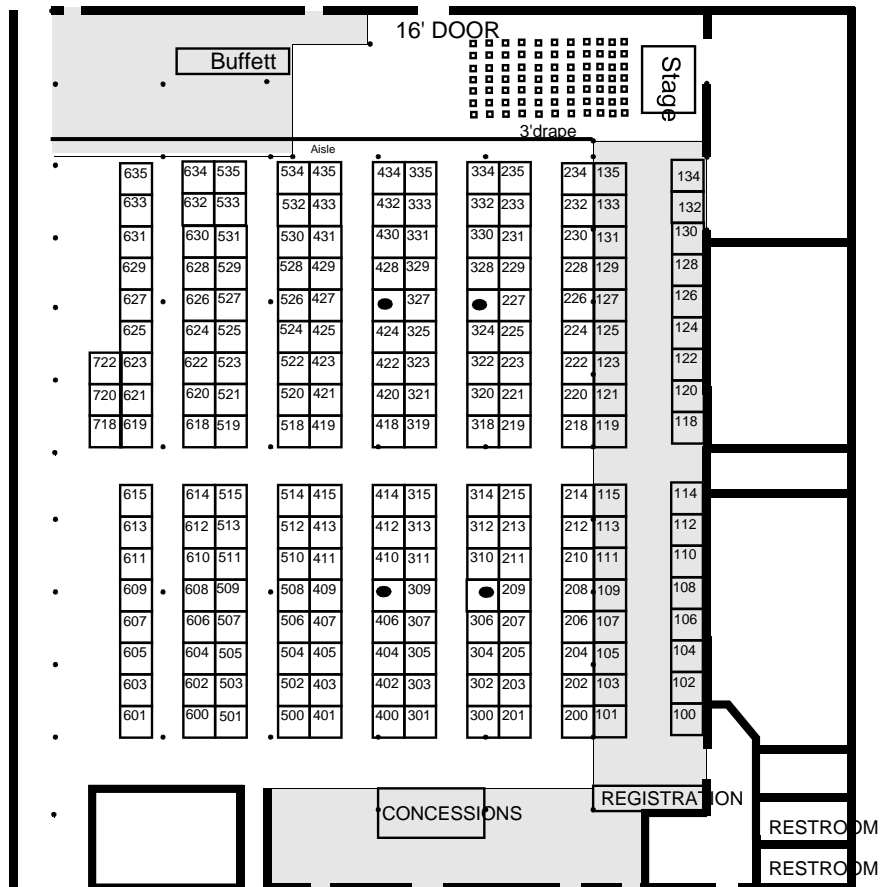 16' DOOR
Buffett
Stage
3'drape
Aisle
635 634 535 534 435 434 335 334 235 234 135 134
633 632 533 532 433 432 333 332 233 232 133 132
631 630 531 530 431 430 331 330 231 230 131 130
629 628 529 528 429 428 329 328 229 228 129 128
627 626 527 526 427 327 227 226 127 126
625 624 525 524 425 424 325 324 225 224 125 124
722 623 622 523 522 423 422 323 322 223 222 123 122
720 621 620 521 520 421 420 321 320 221 220 121 120
718 619 618 519 518 419 418 319 318 219 218 119 118
615 614 515 514 415 414 315 314 215 214 115 114
613 612 513 512 413 412 313 312 213 212 113 112
611 610 511 510 411 410 311 310 211 210 111 110
609 608 509 508 409 309 209 208 109 108
607 606 507 506 407 406 307 306 207 206 107 106
605 604 505 504 405 404 305 304 205 204 105 104
603 602 503 502 403 402 303 302 203 202 103 102
601 600 501 500 401 400 301 300 201 200 101 100
REGISTRATION
CONCESSIONS
RESTROOM
RESTROOM